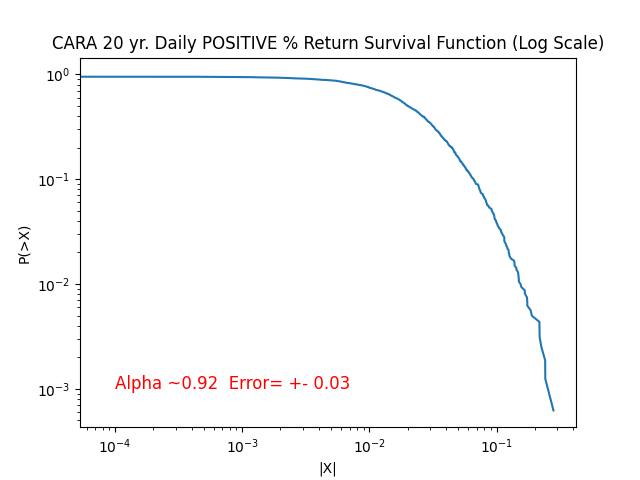 CARA 20 yr. Daily POSITIVE % Return Survival Function (Log Scale)
10⁰
10⁻¹
10⁻²
10⁻³
P(>X)
Alpha ~0.92  Error= +- 0.03
10⁻⁴ 10⁻³ 10⁻² 10⁻¹
|X|